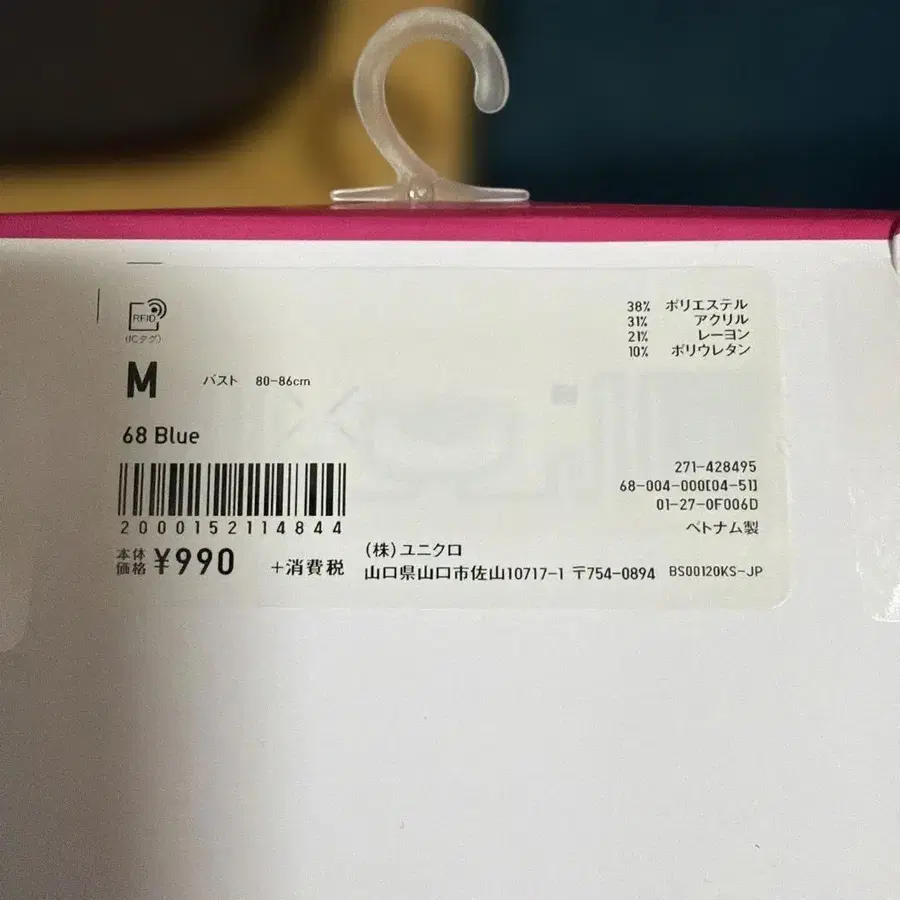 RFID
(ICタグ)
38% ポリエステル
31% アクリル
21% レーヨン
10% ポリウレタン
M バスト 80-86cm
68 Blue
2000152114844
271-428495
68-004-000[04-51]
01-27-0F006D
ベトナム製
本体価格 ¥990 +消費税
(株)ユニクロ
山口県山口市佐山10717-1 〒754-0894 BS00120KS-JP